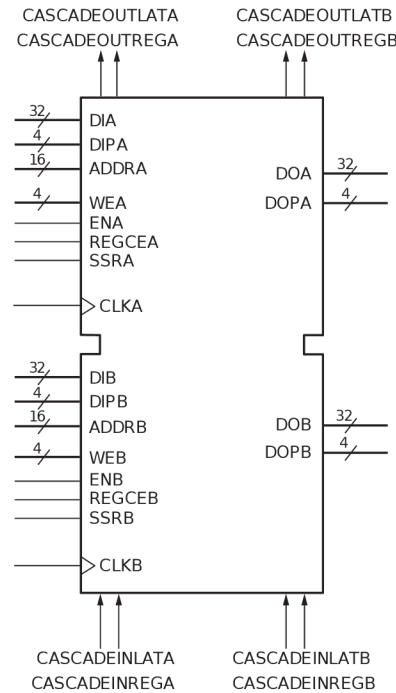 CASCADEOUTLATA CASCADEOUTLATB
CASCADEOUTREGA CASCADEOUTREGB
32 DIA
4 DIPA
16 ADDRA
DOA 32
4 WEA
DOPA 4
ENA
REGCEA
SSRA
CLKA
32 DIB
4 DIPB
16 ADDRB
DOB 32
4 WEB
DOPB 4
ENB
REGCEB
SSRB
CLKB
CASCADEINLATA CASCADEINLATB
CASCADEINREGA CASCADEINREGB